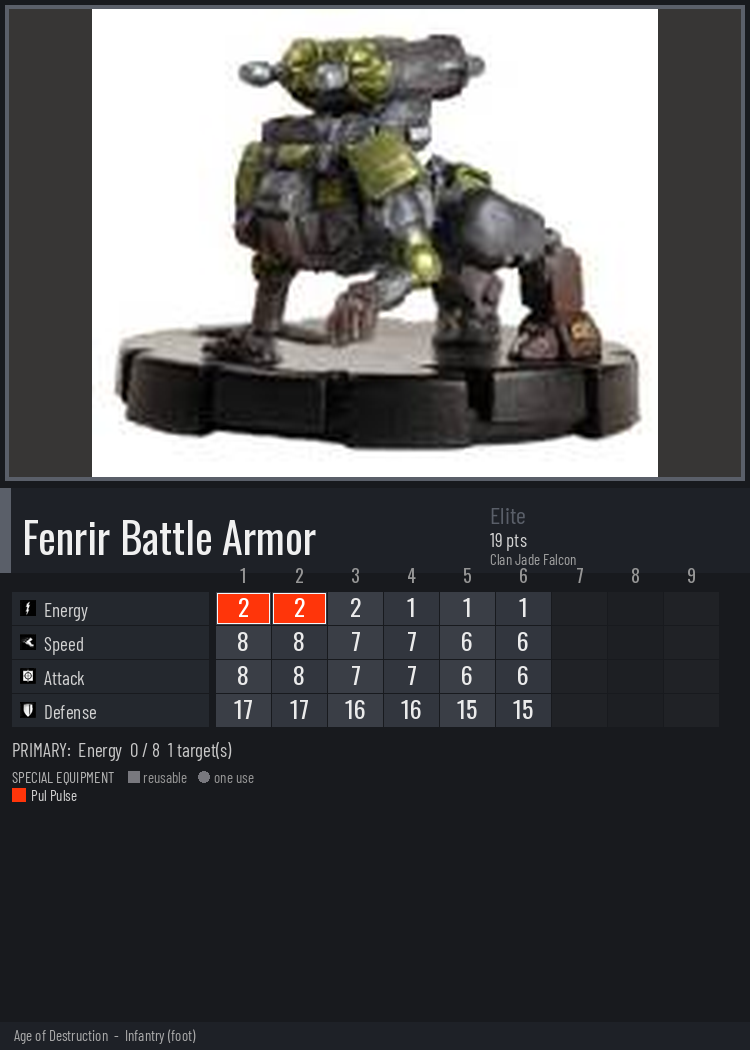 Fenrir Battle Armor
Elite
19 pts
Clan Jade Falcon
1 2 3 4 5 6 7 8 9
Energy 2 2 2 1 1 1
Speed 8 8 7 7 6 6
Attack 8 8 7 7 6 6
Defense 17 17 16 16 15 15
PRIMARY: Energy 0 / 8 1 target(s)
SPECIAL EQUIPMENT reusable one use
Pul Pulse
Age of Destruction - Infantry (foot)